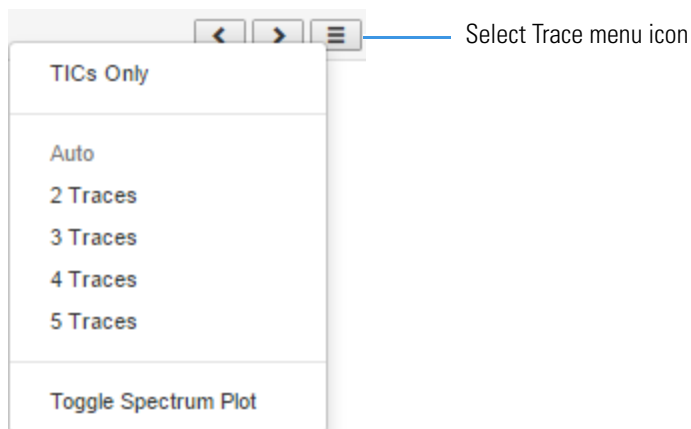 Select Trace menu icon
TICs Only
Auto
2 Traces
3 Traces
4 Traces
5 Traces
Toggle Spectrum Plot